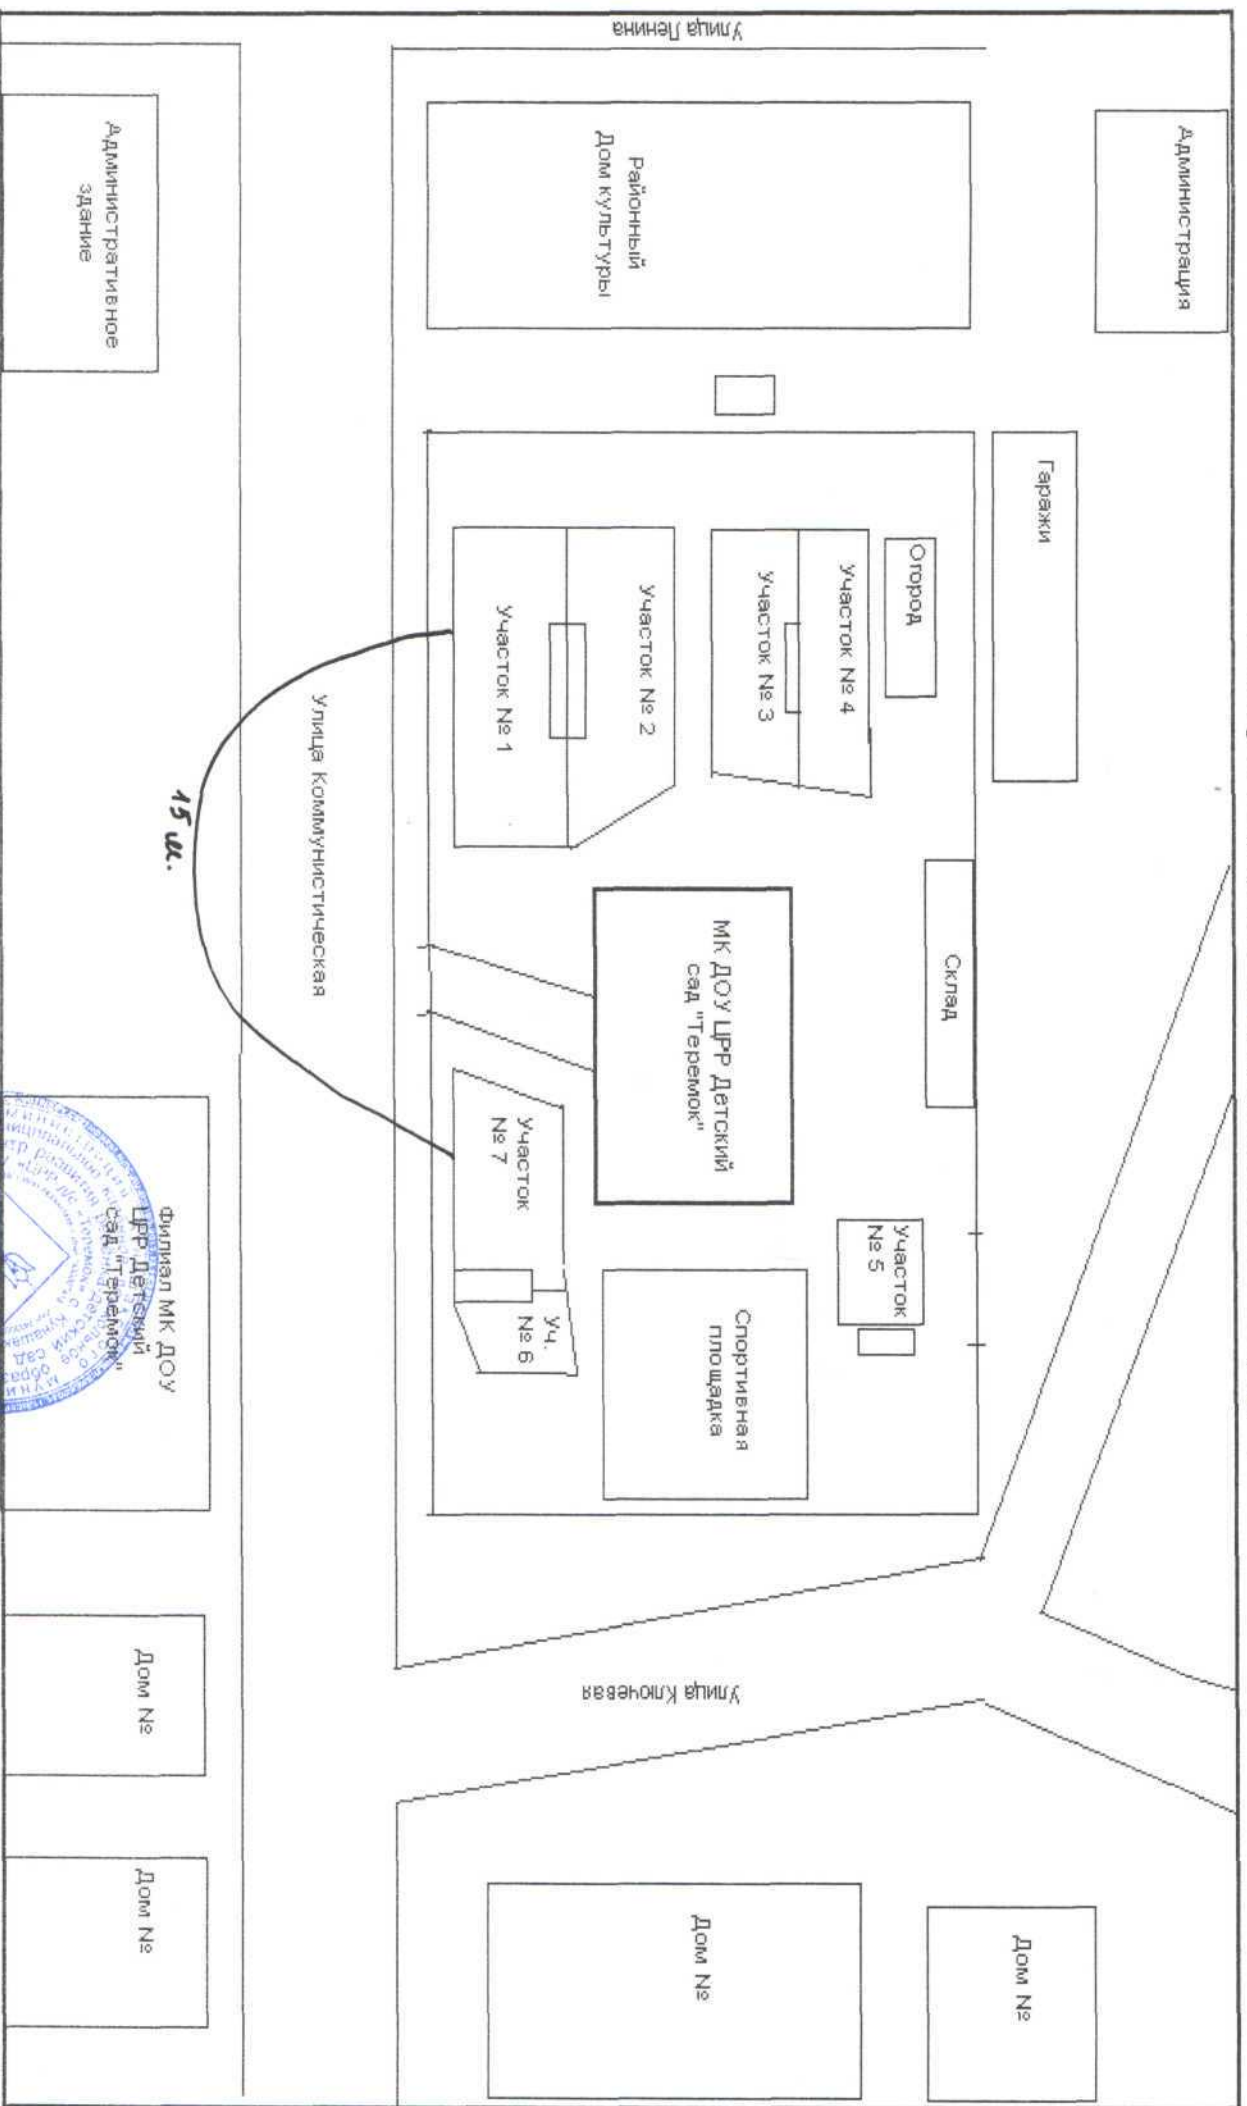 Улица Ленина
Администрация
Районный
Дом культуры
Административное
здание
Гаражи
Огород
Участок № 4
Участок № 3
Участок № 2
Участок № 1
Улица Коммунистическая
15 м.
Склад
МК ДОУ ЦРР Детский
сад "Теремок"
Участок
№ 5
Участок
№ 7
Уч.
№ 6
Спортивная
площадка
Филиал МК ДОУ
ЦРР Детский
сад "Теремок"
Улица Ключевая
Дом №
Дом №
Дом №
Дом №